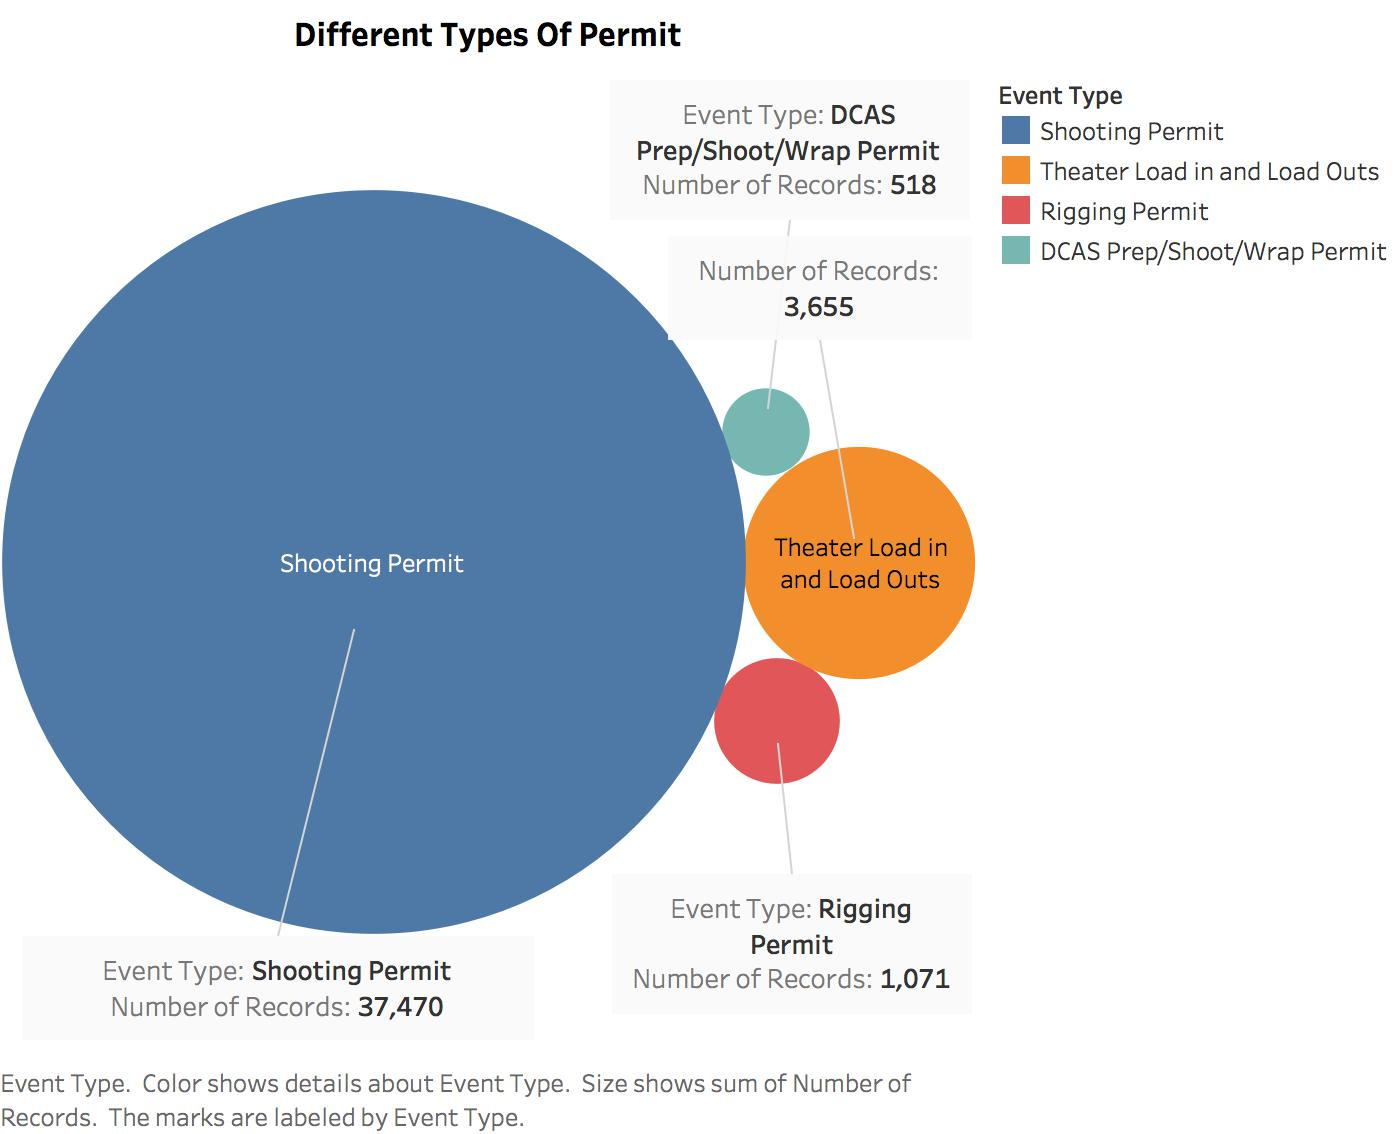 Different Types Of Permit
Event Type: DCAS
Prep/Shoot/Wrap Permit
Number of Records: 518
Number of Records:
3,655
Event Type
Shooting Permit
Theater Load in and Load Outs
Rigging Permit
DCAS Prep/Shoot/Wrap Permit
Shooting Permit
Theater Load in
and Load Outs
Event Type: Rigging
Permit
Number of Records: 1,071
Event Type: Shooting Permit
Number of Records: 37,470
Event Type.  Color shows details about Event Type.  Size shows sum of Number of
Records.  The marks are labeled by Event Type.